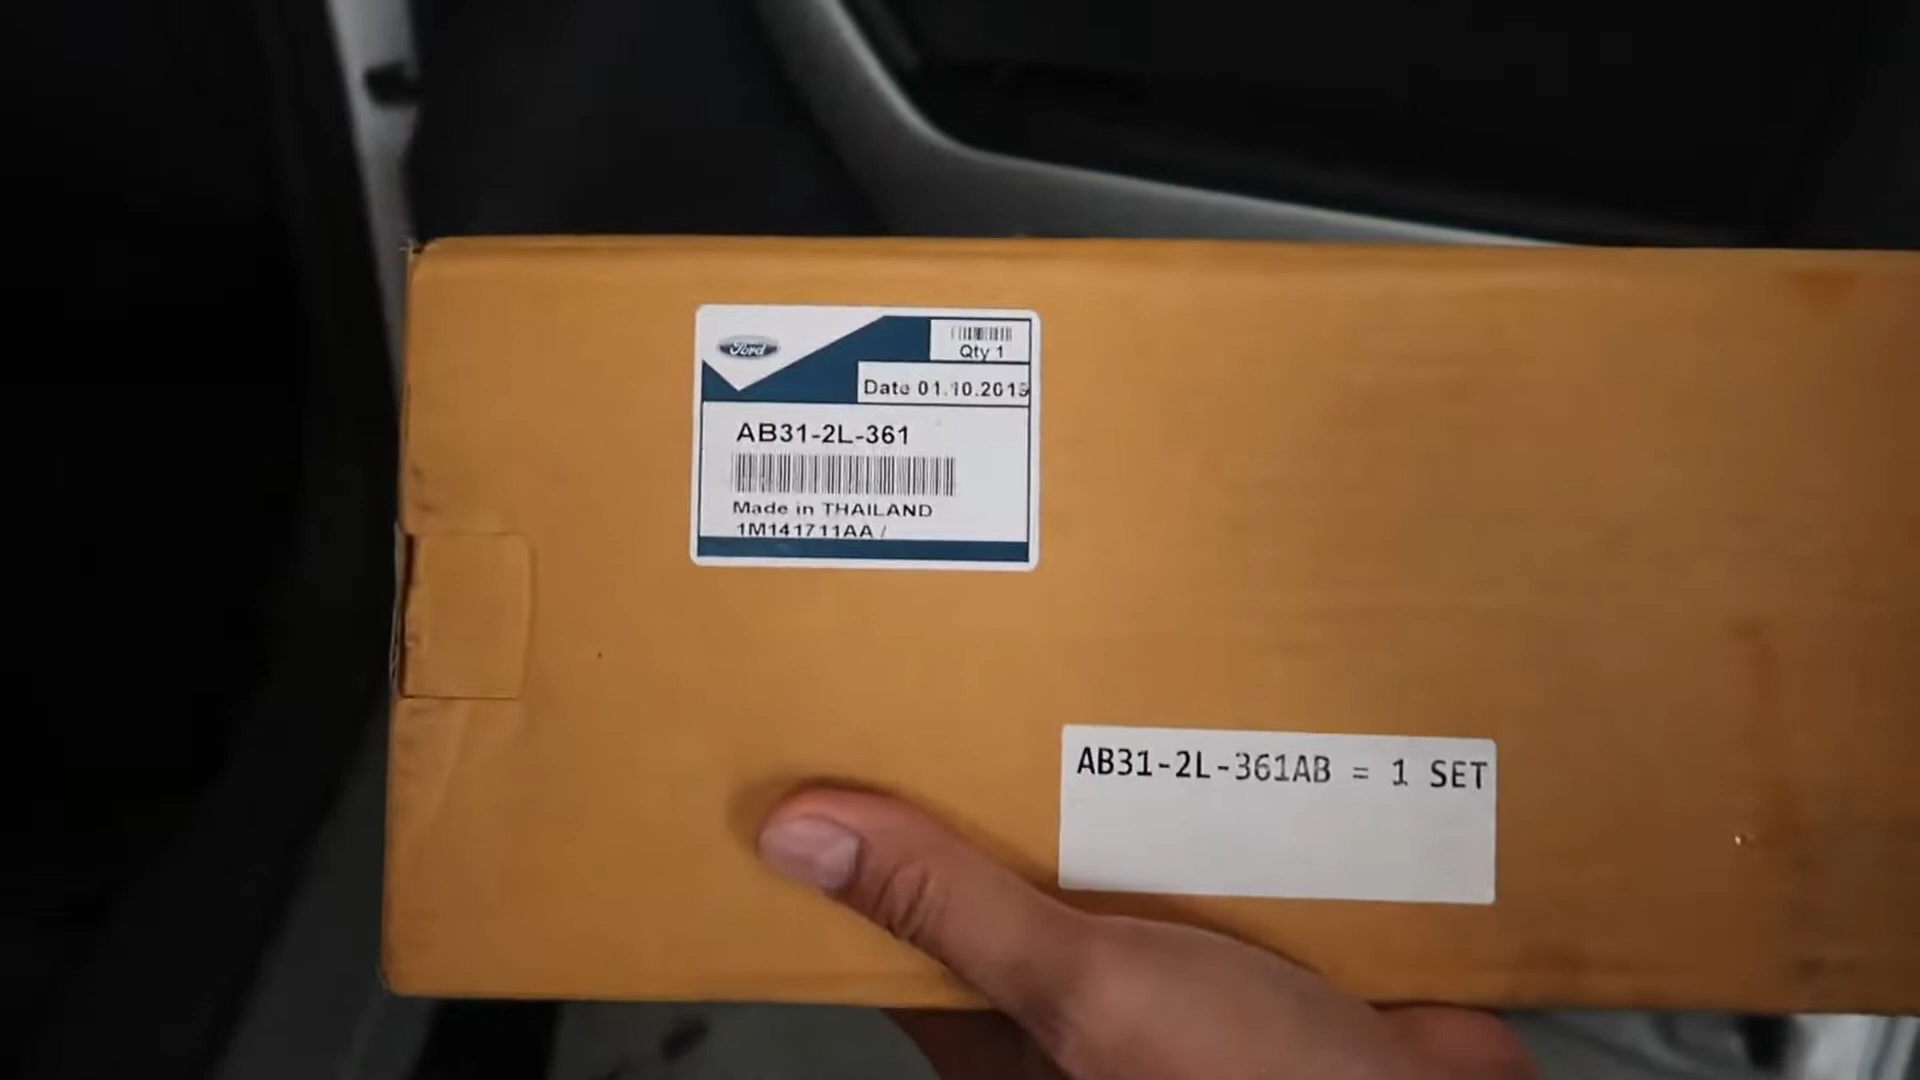 Ford
Qty 1
Date 01.10.2019
AB31-2L-361
Made in THAILAND
1M141711AA /
AB31-2L-361AB = 1 SET